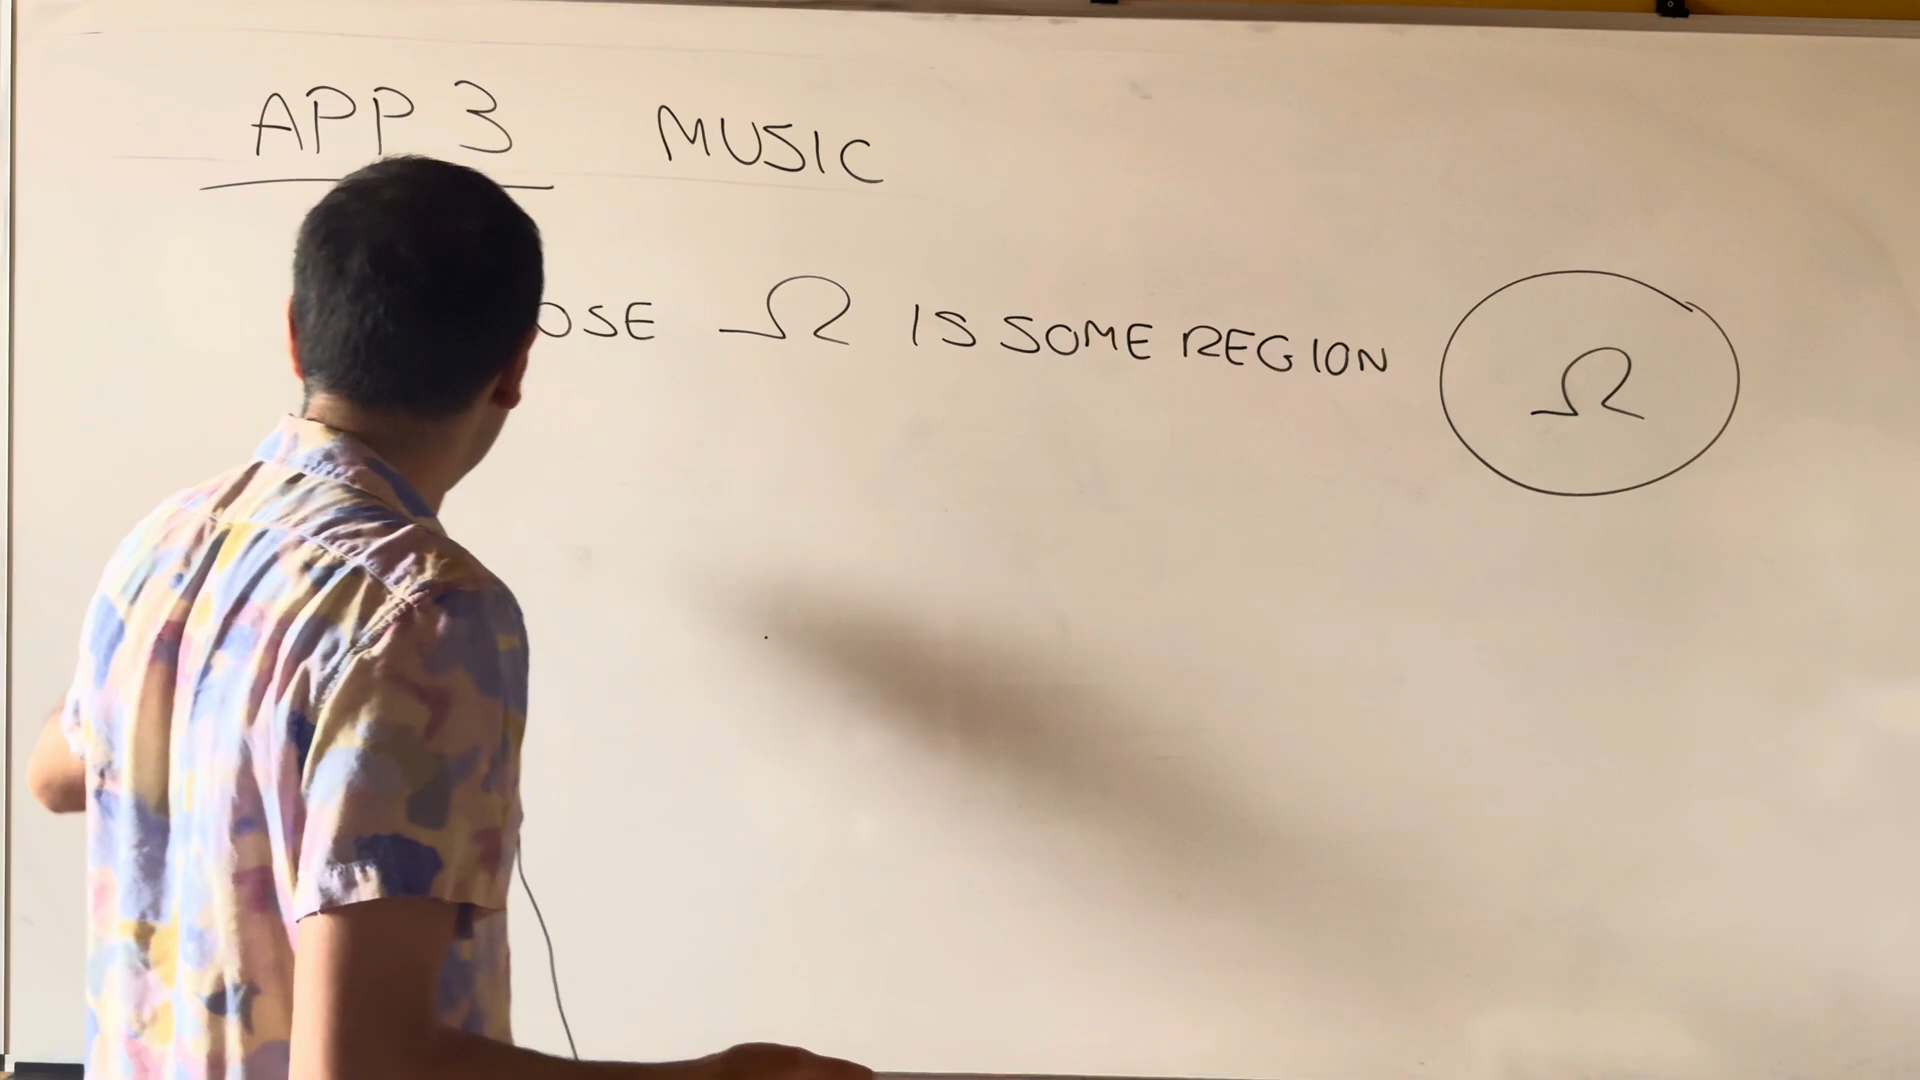 APP 3 MUSIC
OSE Ω IS SOME REGION
Ω